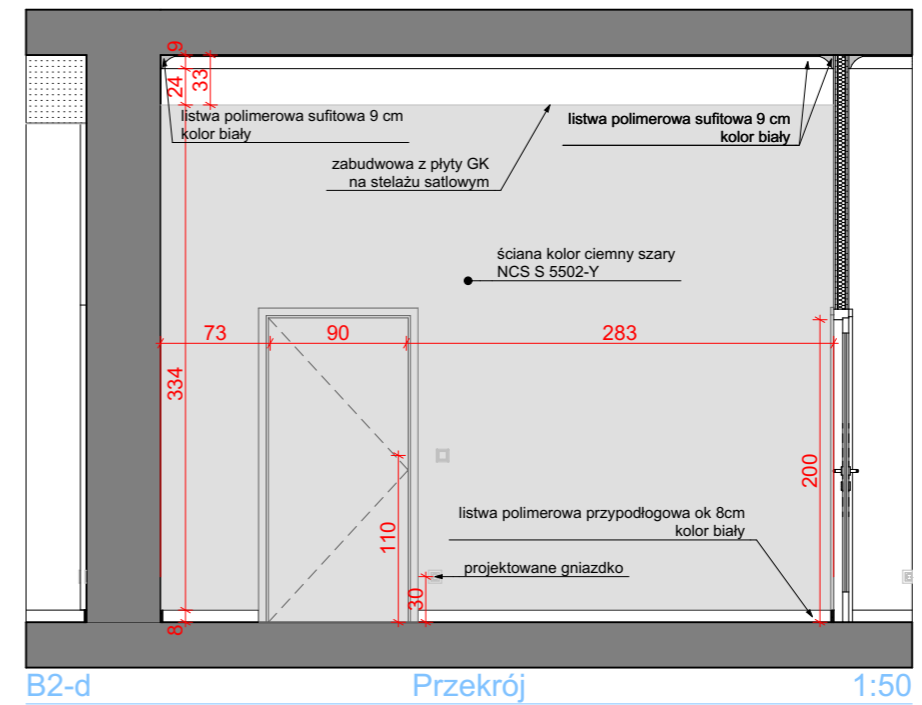 9
24
33
listwa polimerowa sufitowa 9 cm
kolor biały
listwa polimerowa sufitowa 9 cm
kolor biały
zabudwowa z płyty GK
na stelażu satlowym
ściana kolor ciemny szary
NCS S 5502-Y
73
90
283
334
200
110
listwa polimerowa przypodłogowa ok 8cm
kolor biały
projektowane gniazdko
30
8
B2-d
Przekrój
1:50